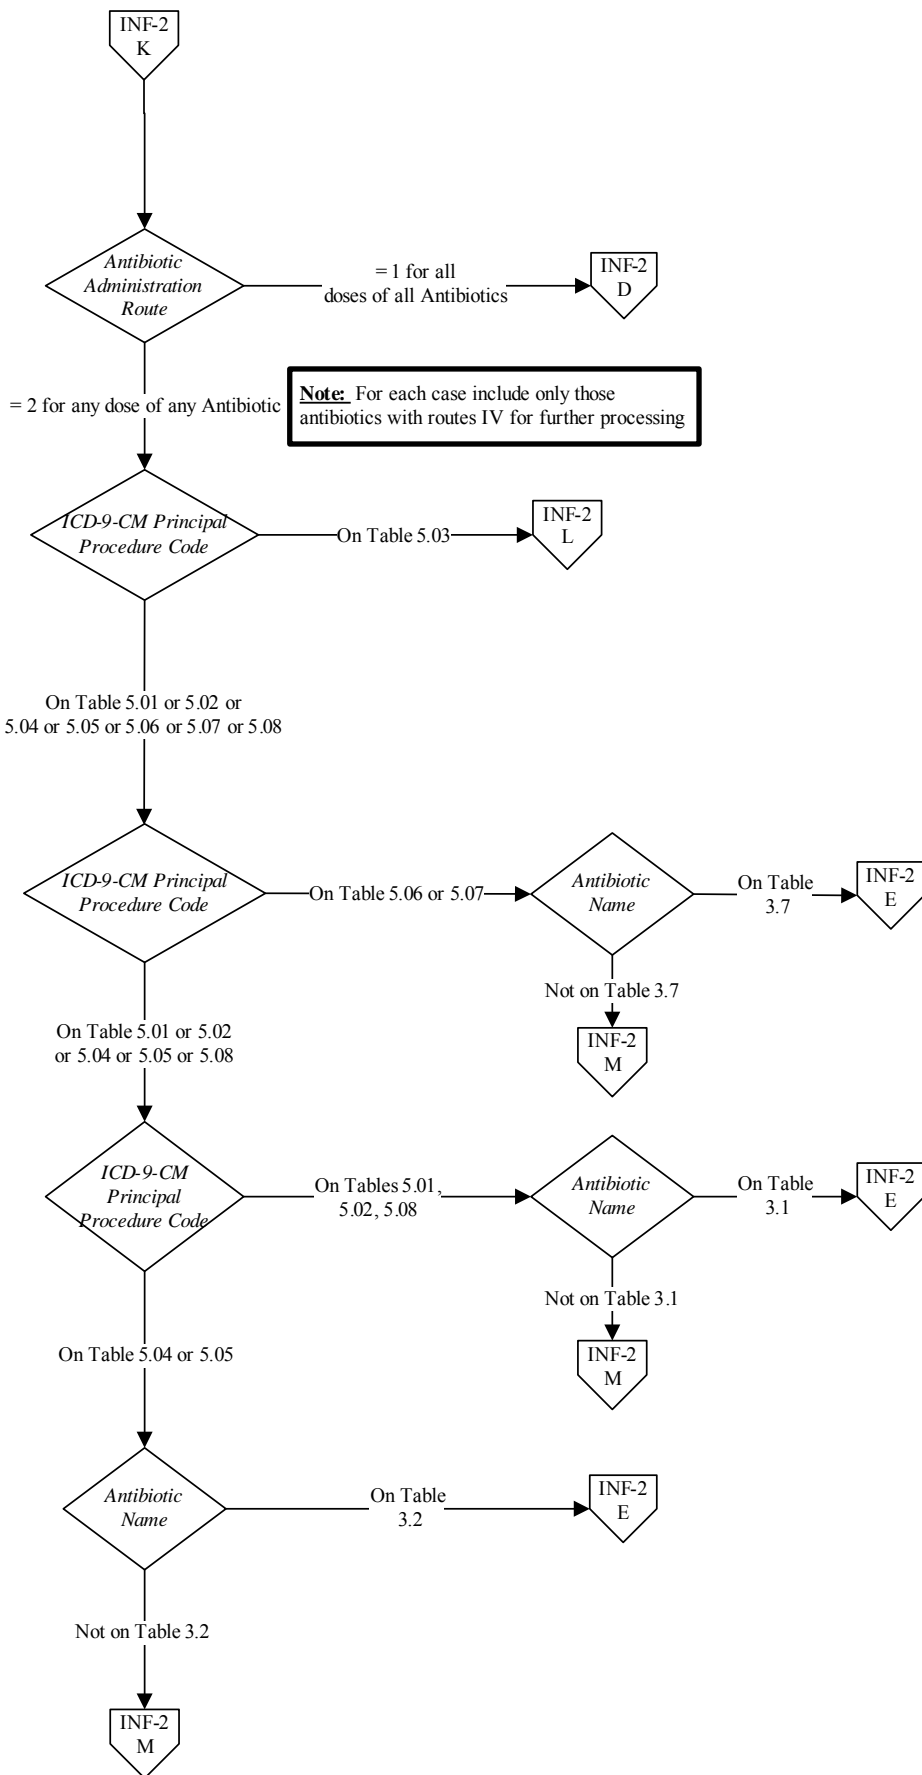 INF-2
K
Antibiotic
Administration
Route
= 1 for all
doses of all Antibiotics
INF-2
D
= 2 for any dose of any Antibiotic
Note: For each case include only those
antibiotics with routes IV for further processing
ICD-9-CM Principal
Procedure Code
On Table 5.03
INF-2
L
On Table 5.01 or 5.02 or
5.04 or 5.05 or 5.06 or 5.07 or 5.08
ICD-9-CM Principal
Procedure Code
On Table 5.06 or 5.07
Antibiotic
Name
On Table
3.7
INF-2
E
Not on Table 3.7
INF-2
M
On Table 5.01 or 5.02
or 5.04 or 5.05 or 5.08
ICD-9-CM
Principal
Procedure Code
On Tables 5.01,
5.02, 5.08
Antibiotic
Name
On Table
3.1
INF-2
E
Not on Table 3.1
INF-2
M
On Table 5.04 or 5.05
Antibiotic
Name
On Table
3.2
INF-2
E
Not on Table 3.2
INF-2
M